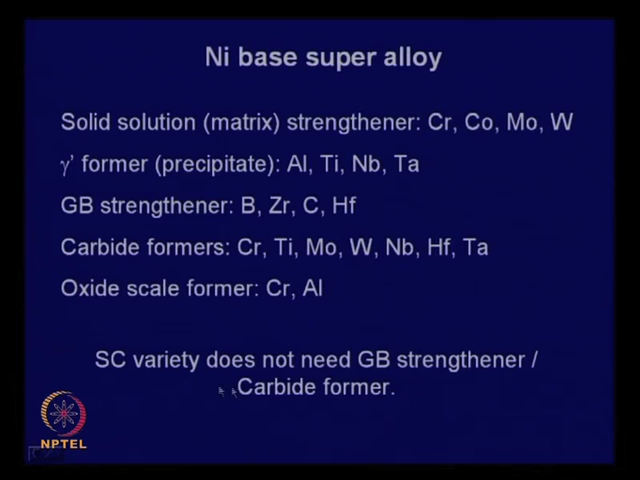 Ni base super alloy
Solid solution (matrix) strengthener: Cr, Co, Mo, W
γ' former (precipitate): Al, Ti, Nb, Ta
GB strengthener: B, Zr, C, Hf
Carbide formers: Cr, Ti, Mo, W, Nb, Hf, Ta
Oxide scale former: Cr, Al
SC variety does not need GB strengthener /
Carbide former.
NPTEL